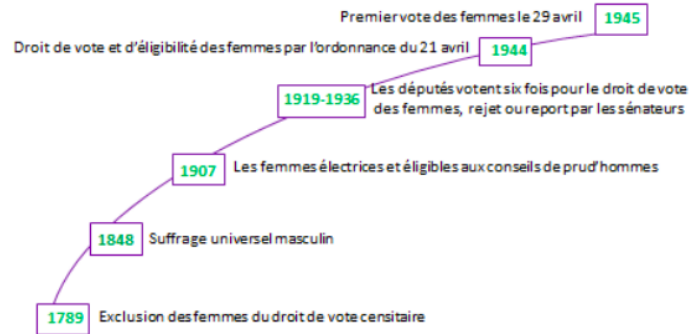 Premier vote des femmes le 29 avril 1945
Droit de vote et d'éligibilité des femmes par l'ordonnance du 21 avril 1944
1919-1936 Les députés votent six fois pour le droit de vote
des femmes, rejet ou report par les sénateurs
1907 Les femmes électrices et éligibles aux conseils de prud'hommes
1848 Suffrage universel masculin
1789 Exclusion des femmes du droit de vote censitaire